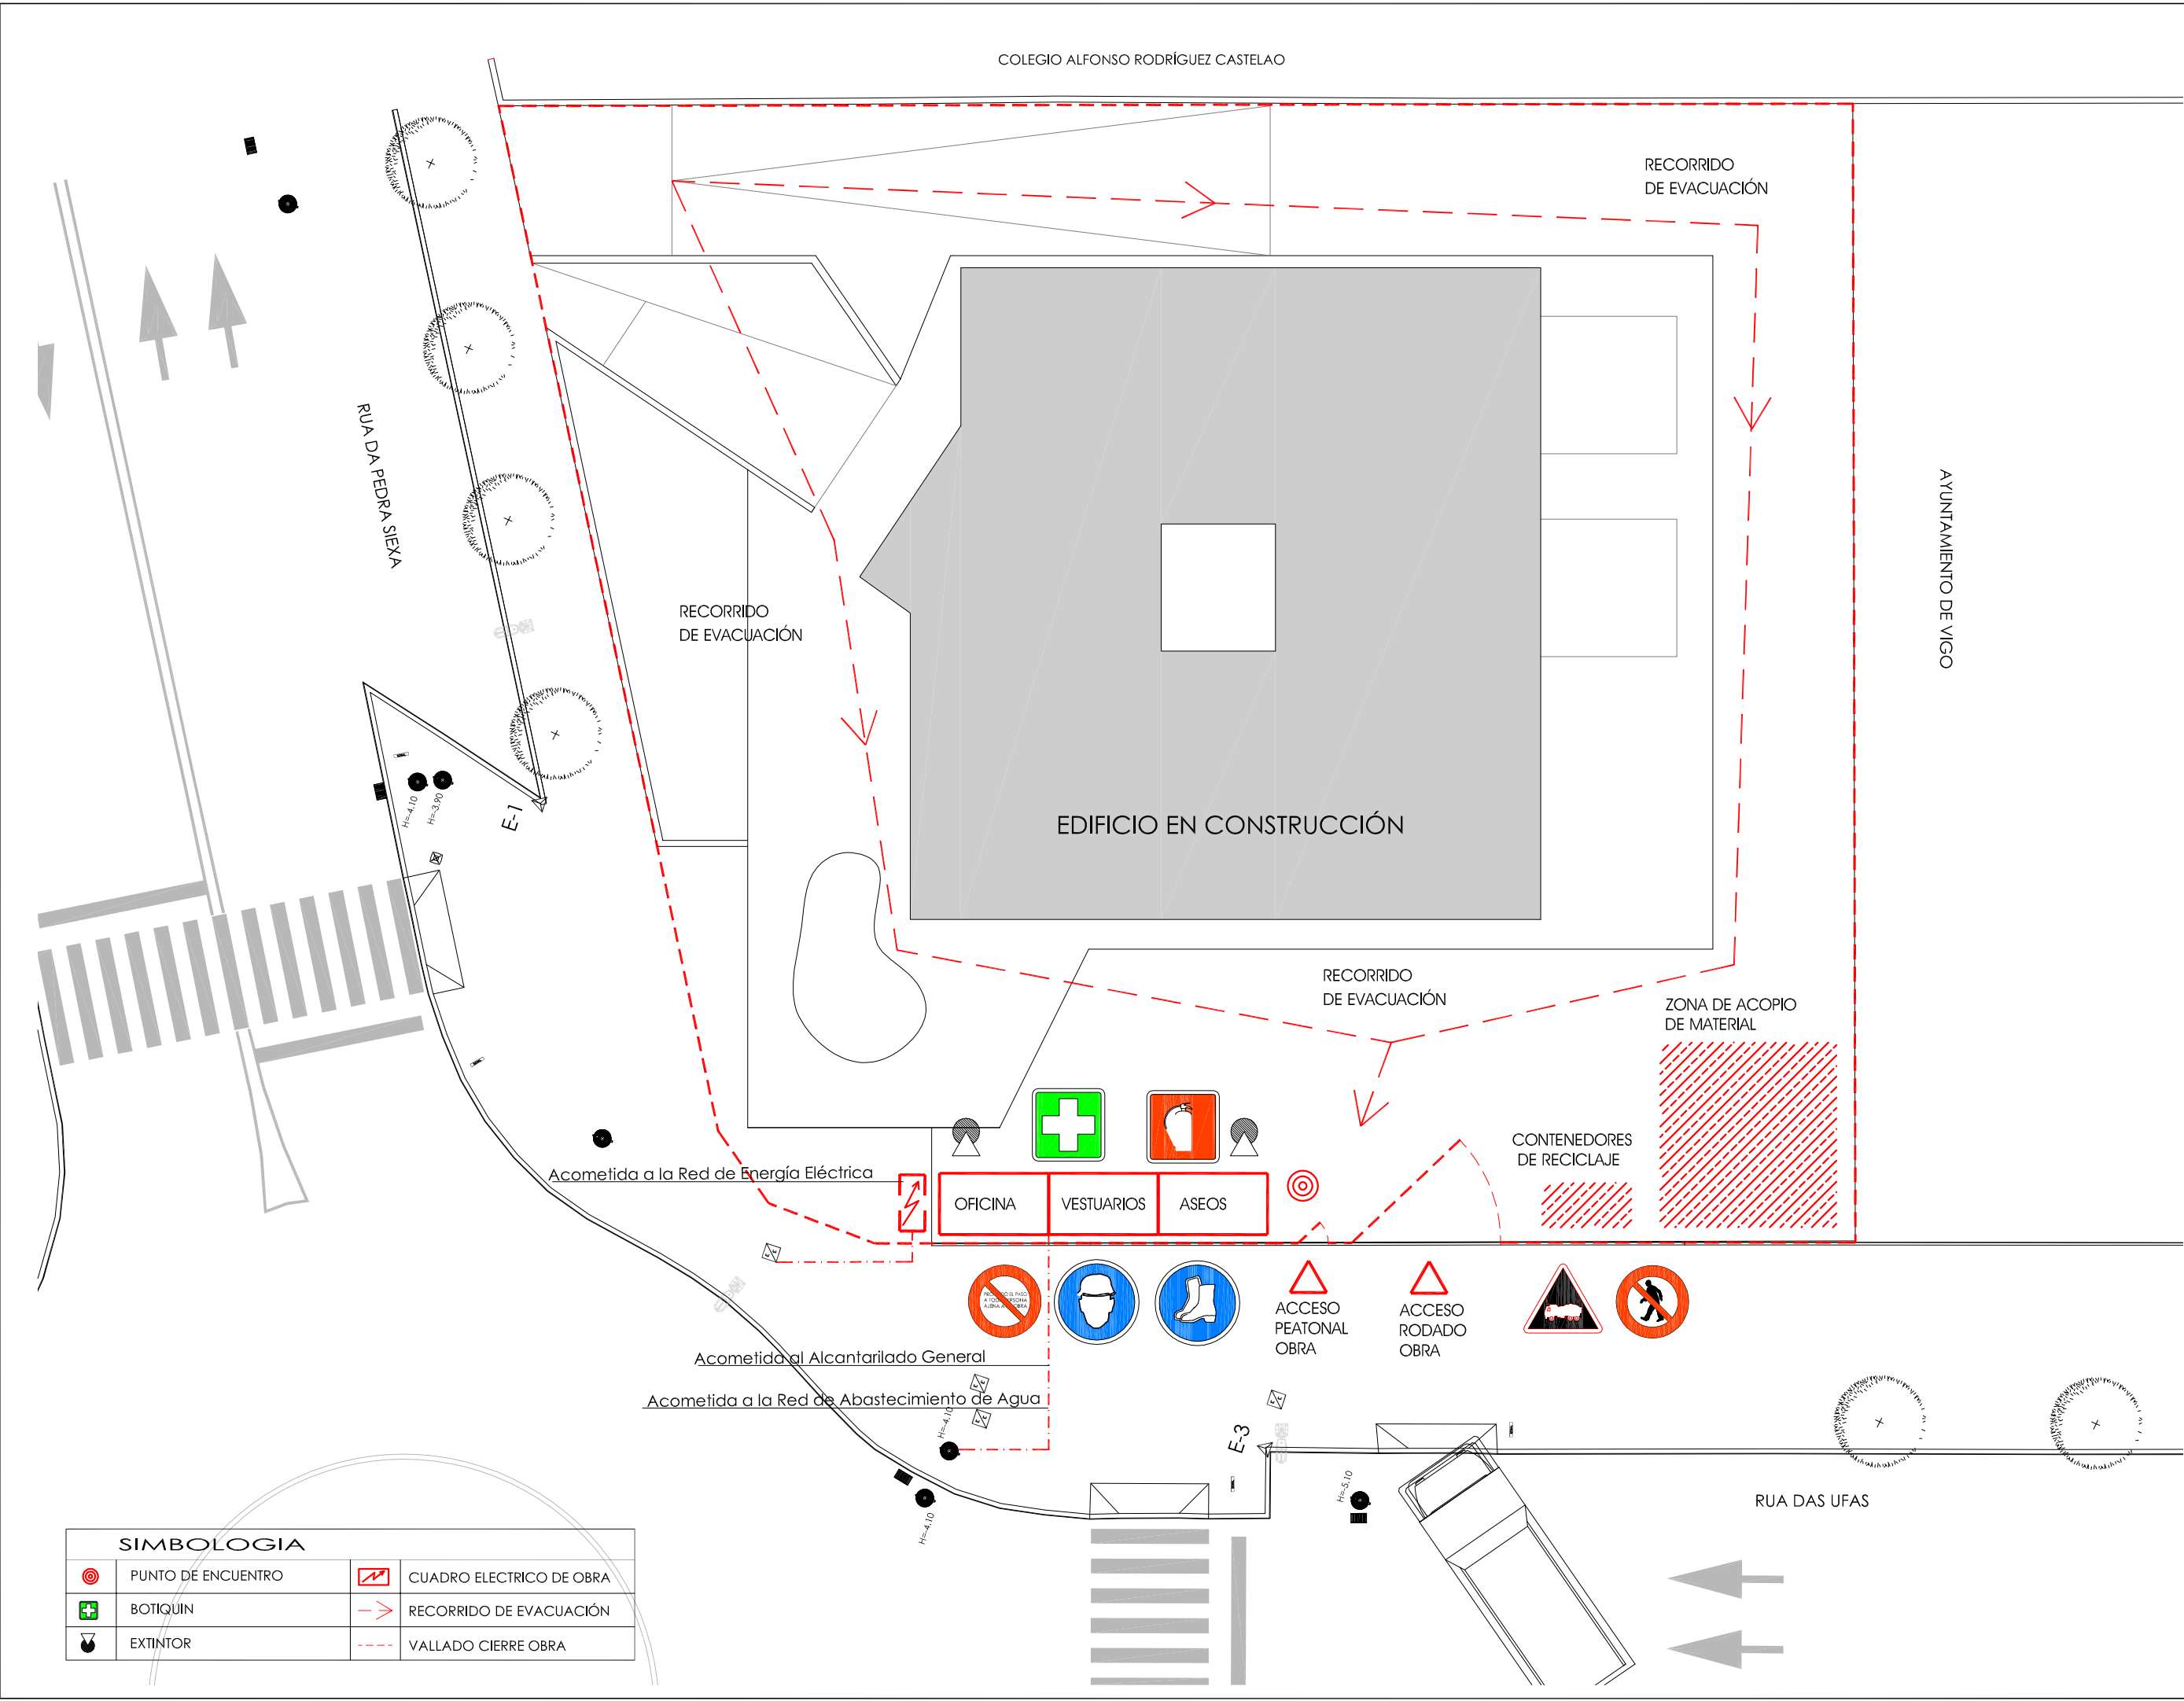 COLEGIO ALFONSO RODRÍGUEZ CASTELAO
RECORRIDO
DE EVACUACIÓN
RUA DA PEDRA SIEXA
AYUNTAMIENTO DE VIGO
RECORRIDO
DE EVACUACIÓN
H=-4.10
H=-3.90
E-1
EDIFICIO EN CONSTRUCCIÓN
RECORRIDO
DE EVACUACIÓN
ZONA DE ACOPIO
DE MATERIAL
CONTENEDORES
DE RECICLAJE
Acometida a la Red de Energía Eléctrica
OFICINA
VESTUARIOS
ASEOS
ACCESO
PEATONAL
OBRA
ACCESO
RODADO
OBRA
Acometida al Alcantarilado General
Acometida a la Red de Abastecimiento de Agua
H=-4.10
E-3
H=-4.10
H=-5.10
RUA DAS UFAS
SIMBOLOGIA
PUNTO DE ENCUENTRO
CUADRO ELECTRICO DE OBRA
BOTIQUIN
RECORRIDO DE EVACUACIÓN
EXTINTOR
VALLADO CIERRE OBRA